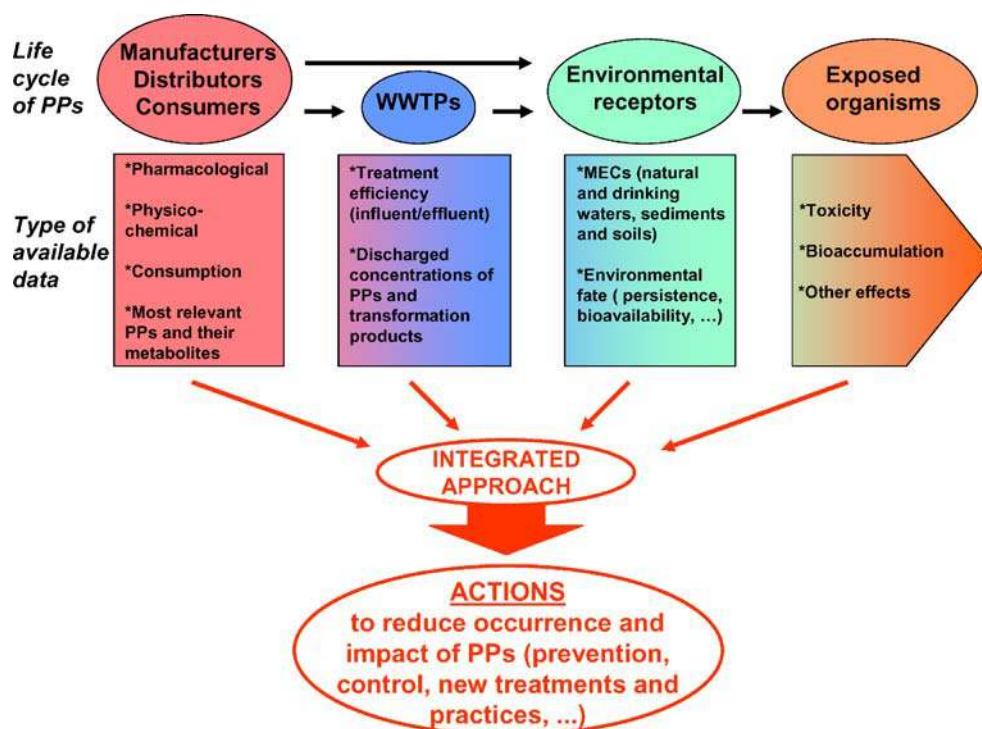 Life
cycle
of PPs
Manufacturers
Distributors
Consumers
WWTPs
Environmental
receptors
Exposed
organisms
Type of
available
data
*Pharmacological
*Physico-
chemical
*Consumption
*Most relevant
PPs and their
metabolites
*Treatment
efficiency
(influent/effluent)
*Discharged
concentrations of
PPs and
transformation
products
*MECs (natural
and drinking
waters, sediments
and soils)
*Environmental
fate ( persistence,
bioavailability, ...)
*Toxicity
*Bioaccumulation
*Other effects
INTEGRATED
APPROACH
ACTIONS
to reduce occurrence and
impact of PPs (prevention,
control, new treatments and
practices, ...)